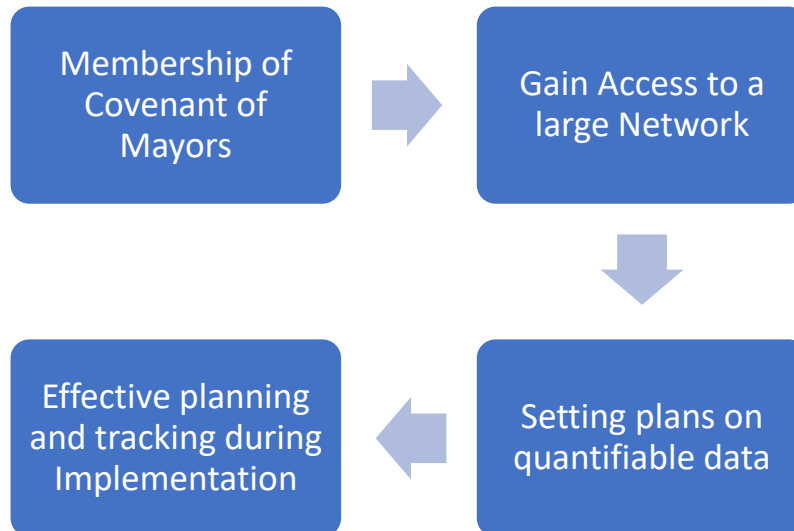 Membership of
Covenant of
Mayors
Gain Access to a
large Network
Setting plans on
quantifiable data
Effective planning
and tracking during
Implementation